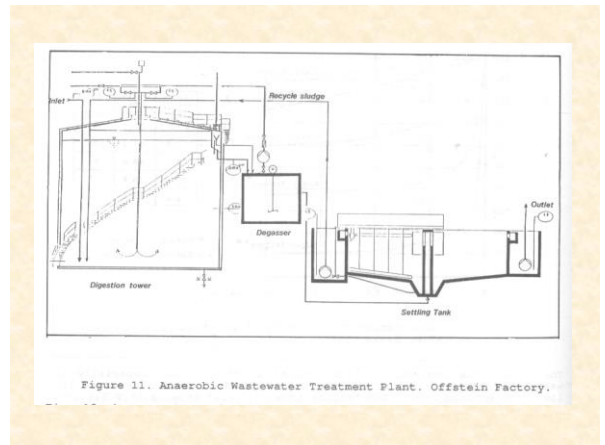 Inlet
Recycle sludge
Degasser
Outlet
Digestion tower
Settling Tank
Figure 11. Anaerobic Wastewater Treatment Plant. Offstein Factory.